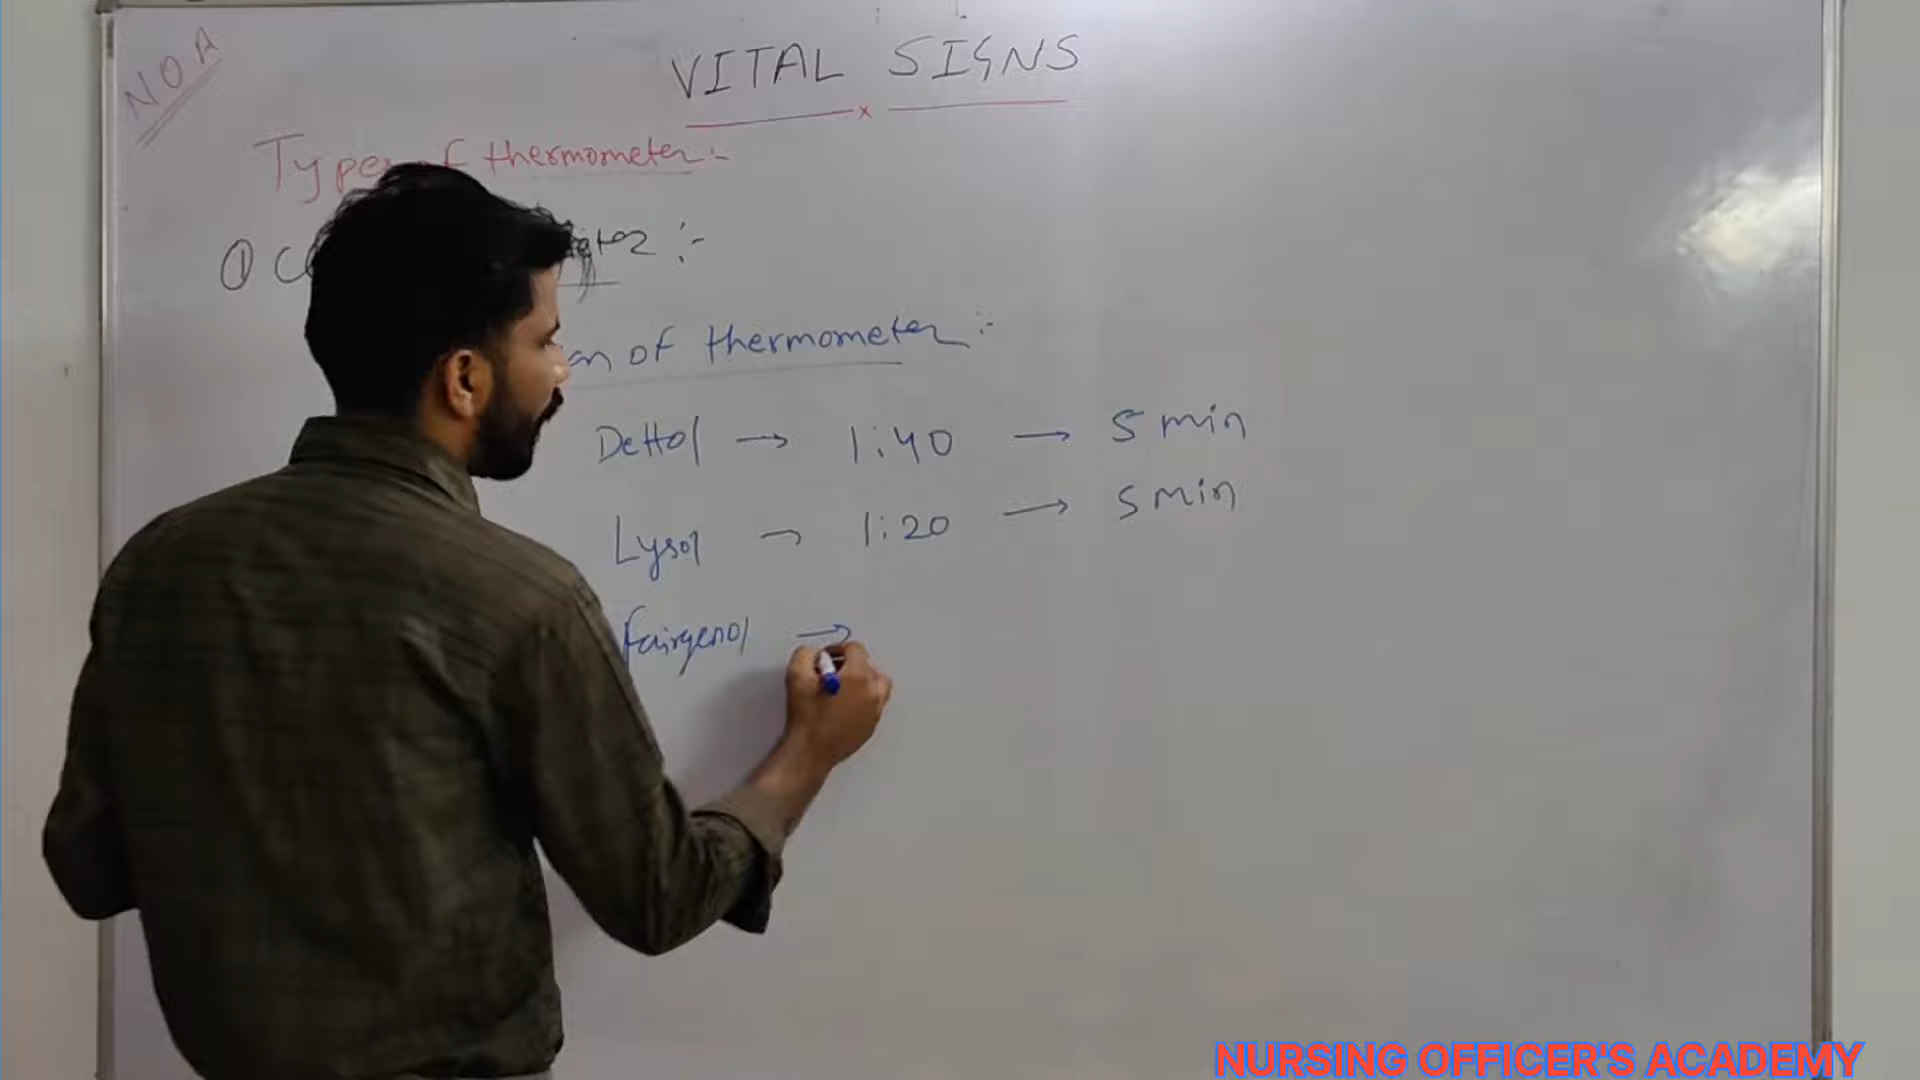 NOA
VITAL SIGNS
x
Types of thermometer:-
① C :-
of thermometer :-
Dettol → 1:40 → 5 min
Lysol → 1:20 → 5 min
fairgenol →
NURSING OFFICER'S ACADEMY